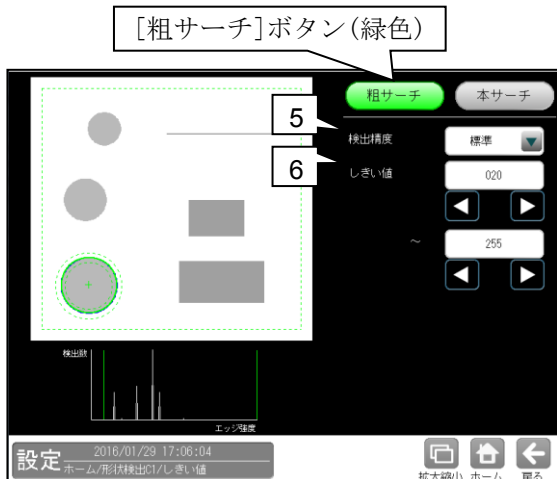 [粗サーチ]ボタン(緑色)
粗サーチ
本サーチ
5
検出精度
標準
6
しきい値
020
～
255
検出数
エッジ強度
設定
2016/01/29 17:06:04
ホーム/形状検出C1/しきい値
拡大縮小
ホーム
戻る